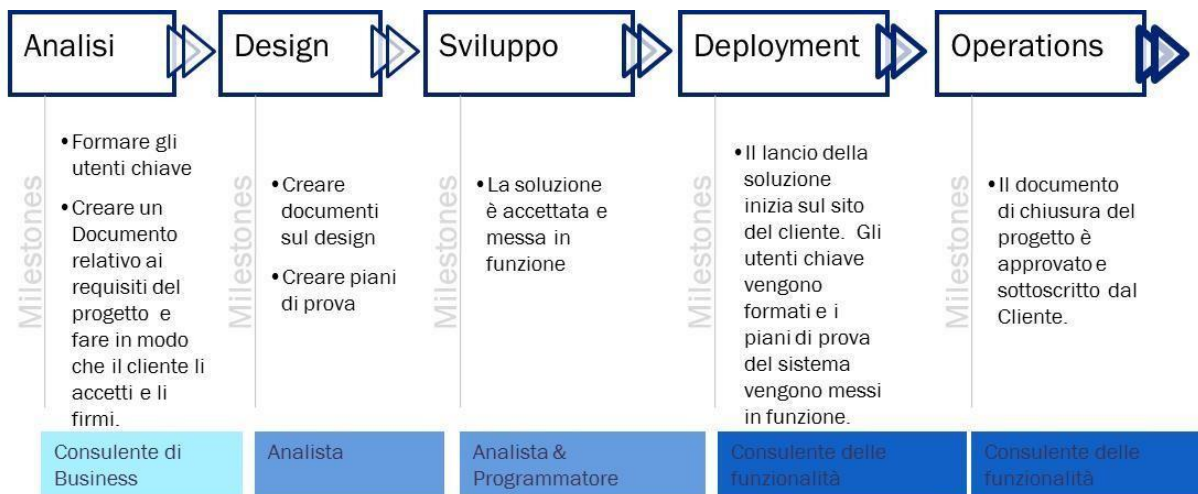 Analisi
Design
Sviluppo
Deployment
Operations
Milestones
•Formare gli
utenti chiave
•Creare un
Documento
relativo ai
requisiti del
progetto e
fare in modo
che il cliente li
accetti e li
firmi.
Milestones
•Creare
documenti
sul design
•Creare piani
di prova
Milestones
•La soluzione
è accettata e
messa in
funzione
Milestones
•Il lancio della
soluzione
inizia sul sito
del cliente. Gli
utenti chiave
vengono
formati e i
piani di prova
del sistema
vengono messi
in funzione.
Milestones
•Il documento
di chiusura del
progetto è
approvato e
sottoscritto dal
Cliente.
Consulente di
Business
Analista
Analista &
Programmatore
Consulente delle
funzionalità
Consulente delle
funzionalità